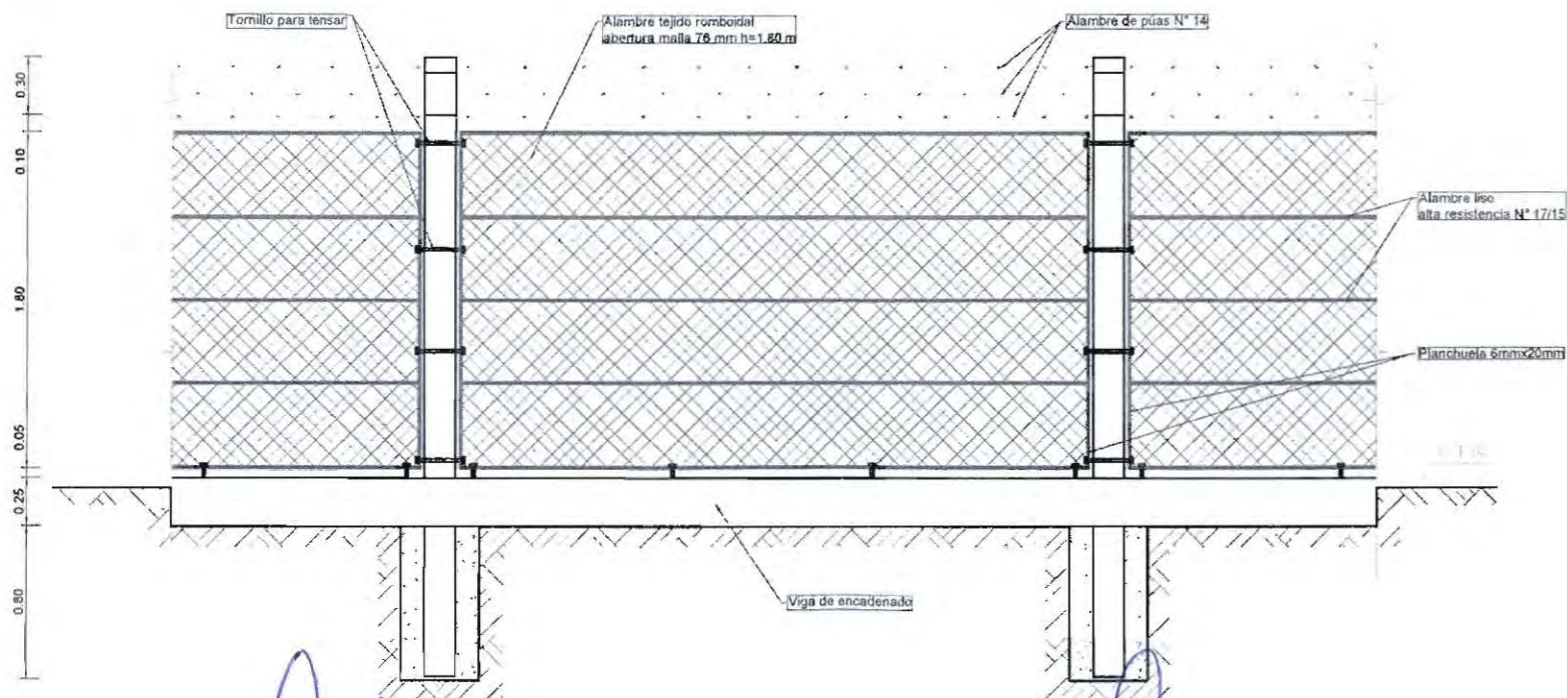 Tornillo para tensar
Alambre tejido romboidal
abertura malla 76 mm h=1.80 m
Alambre de púas N° 14
0.30
0.10
Alambre liso
alta resistencia N° 17/15
1.80
Planchuela 6mmx20mm
0.05
0.25
0.80
Viga de encadenado